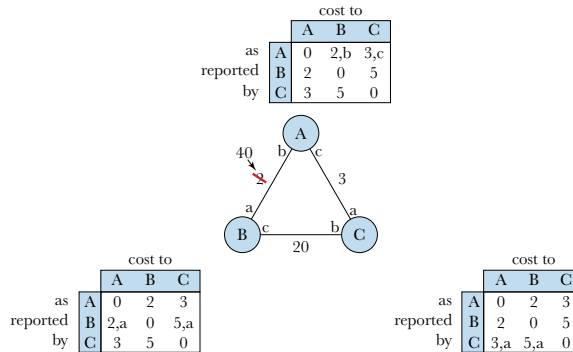 cost to
A B C
as A 0 2,b 3,c
reported B 2 0 5
by C 3 5 0
A
b c
40
2 3
a a
B c b C
20
cost to
A B C
as A 0 2 3
reported B 2,a 0 5,a
by C 3 5 0
cost to
A B C
as A 0 2 3
reported B 2 0 5
by C 3,a 5,a 0